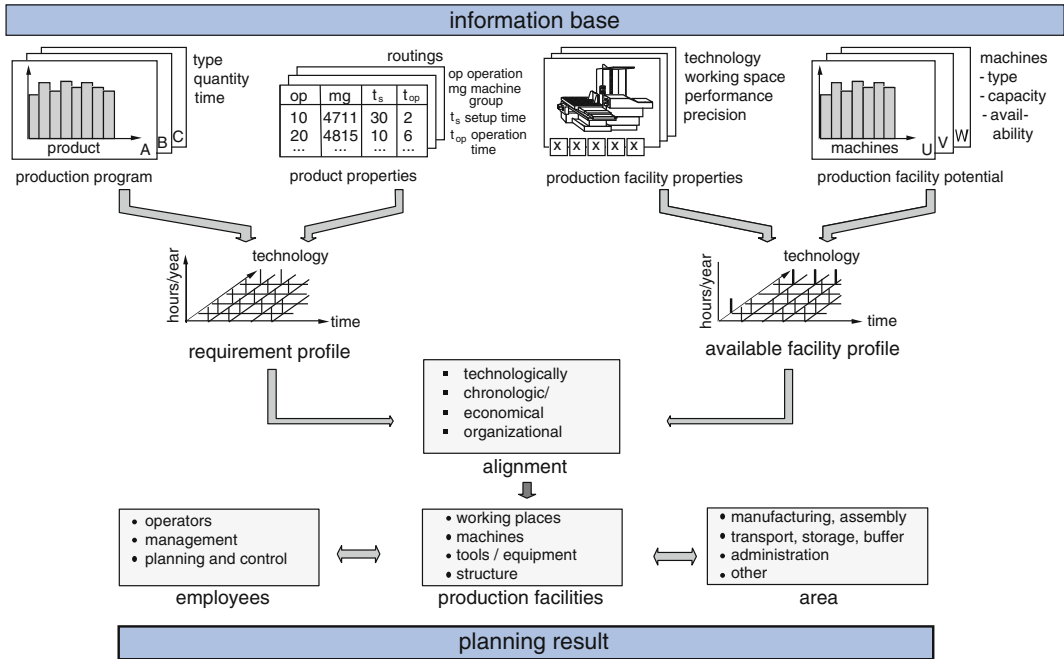 information base
type
quantity
time
product
A
B
C
production program
routings
op mg ts top
10 4711 30 2
20 4815 10 6
... ... ... ...
op operation
mg machine
group
ts setup time
top operation
time
product properties
technology
working space
performance
precision
X X X X X
production facility properties
machines
- type
- capacity
- avail-
ability
machines
U
V
W
production facility potential
technology
hours/year
time
requirement profile
technology
hours/year
time
available facility profile
▪ technologically
▪ chronologic/
▪ economical
▪ organizational
alignment
• operators
• management
• planning and control
employees
• working places
• machines
• tools / equipment
• structure
production facilities
• manufacturing, assembly
• transport, storage, buffer
• administration
• other
area
planning result